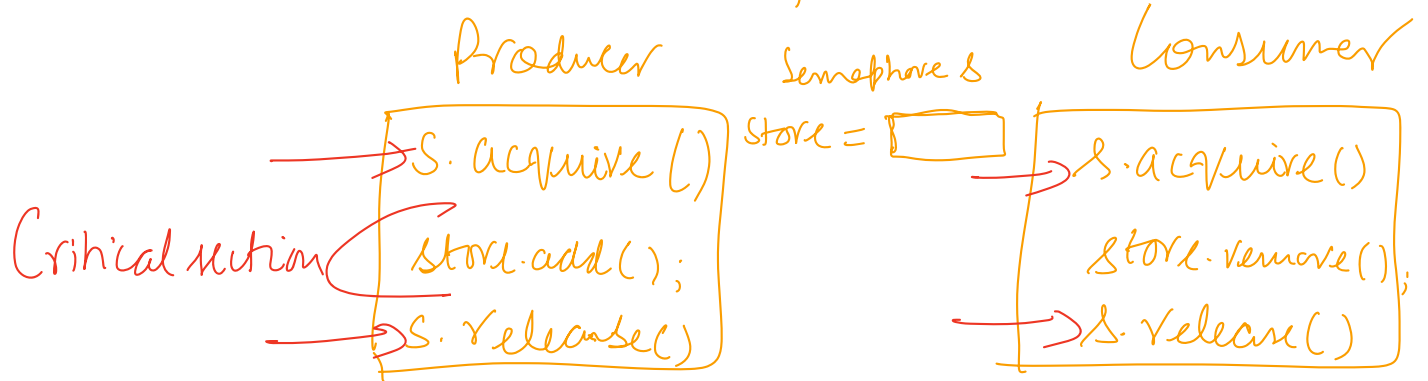 Producer
Semaphore s
Consumer
s.acquire()
store =
s.acquire()
Critical section
store.add();
store.remove();
s.release()
s.release()